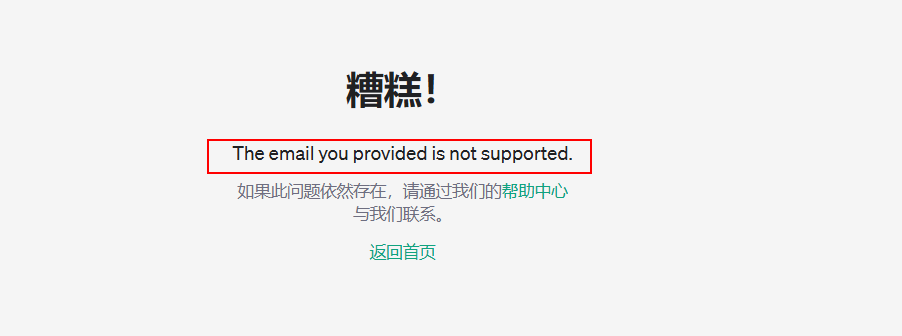 糟糕！
The email you provided is not supported.
如果此问题依然存在，请通过我们的帮助中心
与我们联系。
返回首页